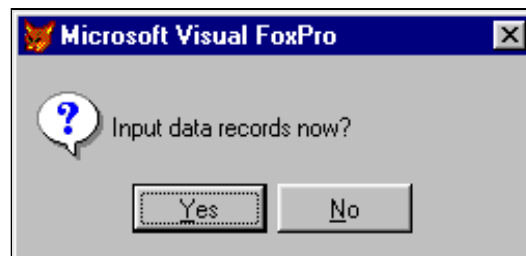 Microsoft Visual FoxPro
Input data records now?
Yes No